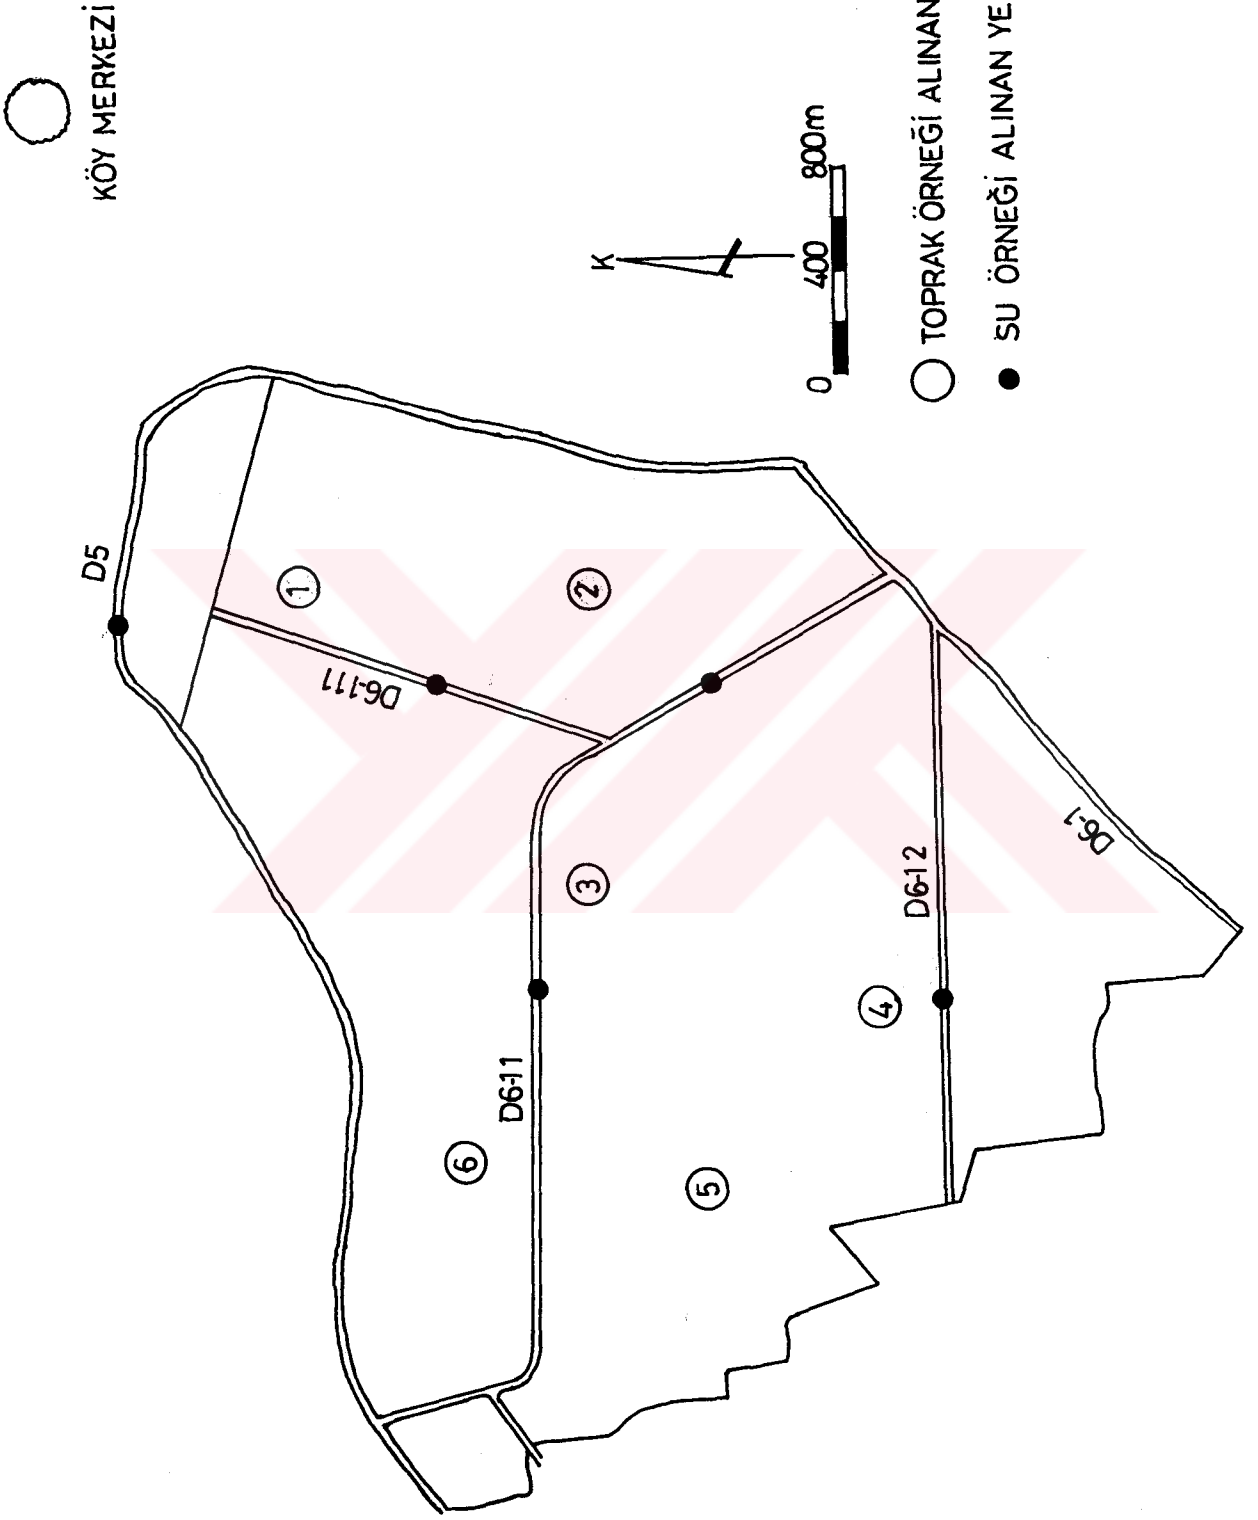 KÖY MERKEZİ
D5
1
D6-111
2
3
D6-11
6
5
4
D6-12
D6-1
K
0 400 800m
TOPRAK ÖRNEĞİ ALINAN
SU ÖRNEĞİ ALINAN YE